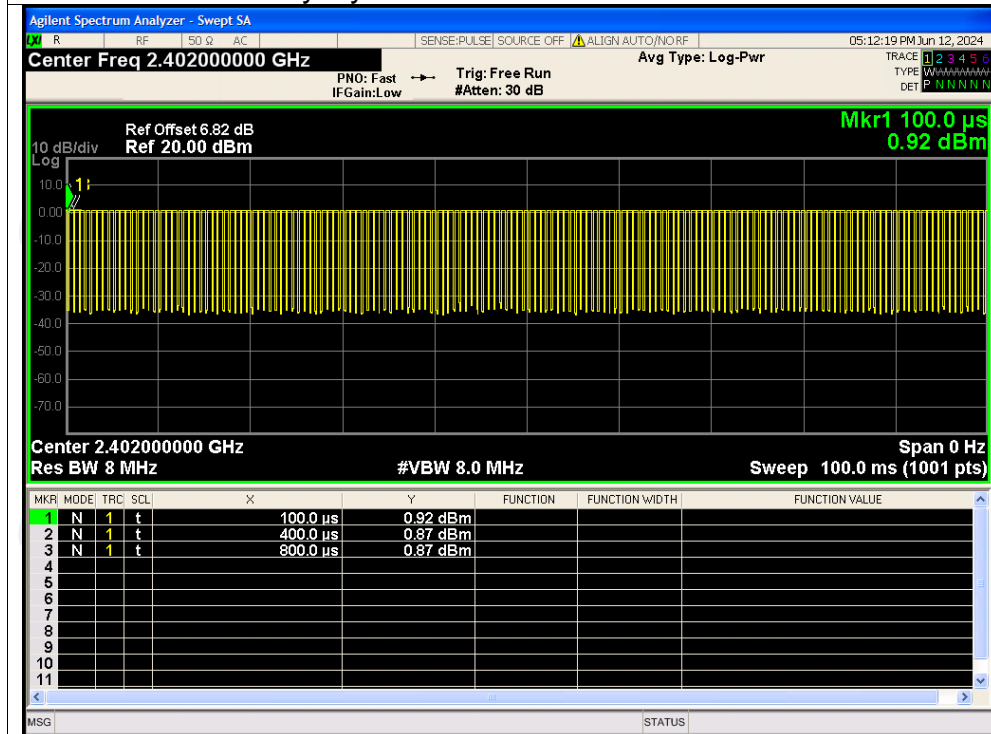 Agilent Spectrum Analyzer - Swept SA
LXI R RF 50 Ω AC SENSE:PULSE SOURCE OFF ALIGN AUTO/NORF 05:12:19 PM Jun 12, 2024
Center Freq 2.402000000 GHz Avg Type: Log-Pwr TRACE 1 2 3 4 5 6
PNO: Fast Trig: Free Run TYPE
IFGain:Low #Atten: 30 dB DET P N N N N N
Mkr1 100.0 µs
0.92 dBm
Ref Offset 6.82 dB
10 dB/div Ref 20.00 dBm
Log
10.0
1
0.00
-10.0
-20.0
-30.0
-40.0
-50.0
-60.0
-70.0
Center 2.402000000 GHz Span 0 Hz
Res BW 8 MHz #VBW 8.0 MHz Sweep 100.0 ms (1001 pts)
MKR MODE TRC SCL X Y FUNCTION FUNCTION WIDTH FUNCTION VALUE
1 N 1 t 100.0 µs 0.92 dBm
2 N 1 t 400.0 µs 0.87 dBm
3 N 1 t 800.0 µs 0.87 dBm
4
5
6
7
8
9
10
11
MSG STATUS